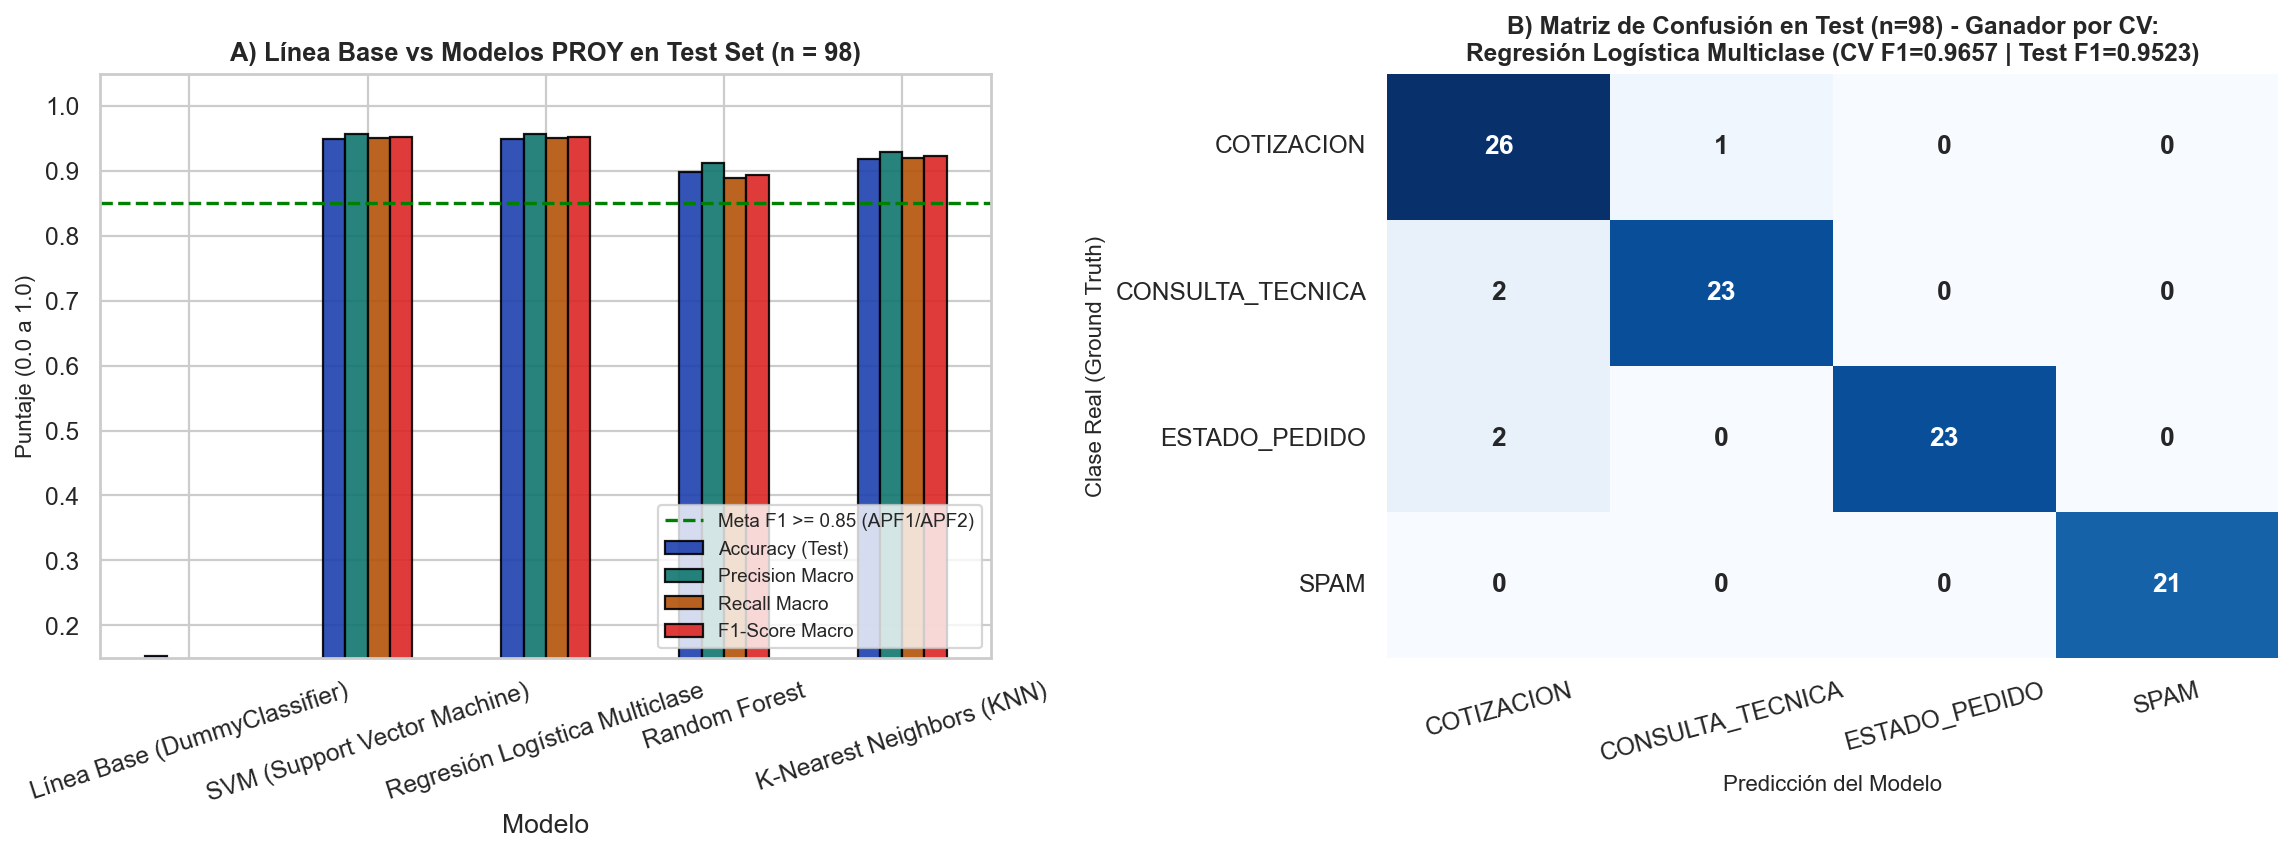 A) Línea Base vs Modelos PROY en Test Set (n = 98)
Puntaje (0.0 a 1.0)
1.0
0.9
0.8
0.7
0.6
0.5
0.4
0.3
0.2
Meta F1 >= 0.85 (APF1/APF2)
Accuracy (Test)
Precision Macro
Recall Macro
F1-Score Macro
Línea Base (DummyClassifier)
SVM (Support Vector Machine)
Regresión Logística Multiclase
Random Forest
K-Nearest Neighbors (KNN)
Modelo
B) Matriz de Confusión en Test (n=98) - Ganador por CV:
Regresión Logística Multiclase (CV F1=0.9657 | Test F1=0.9523)
Clase Real (Ground Truth)
COTIZACION 26 1 0 0
CONSULTA_TECNICA 2 23 0 0
ESTADO_PEDIDO 2 0 23 0
SPAM 0 0 0 21
COTIZACION
CONSULTA_TECNICA
ESTADO_PEDIDO
SPAM
Predicción del Modelo